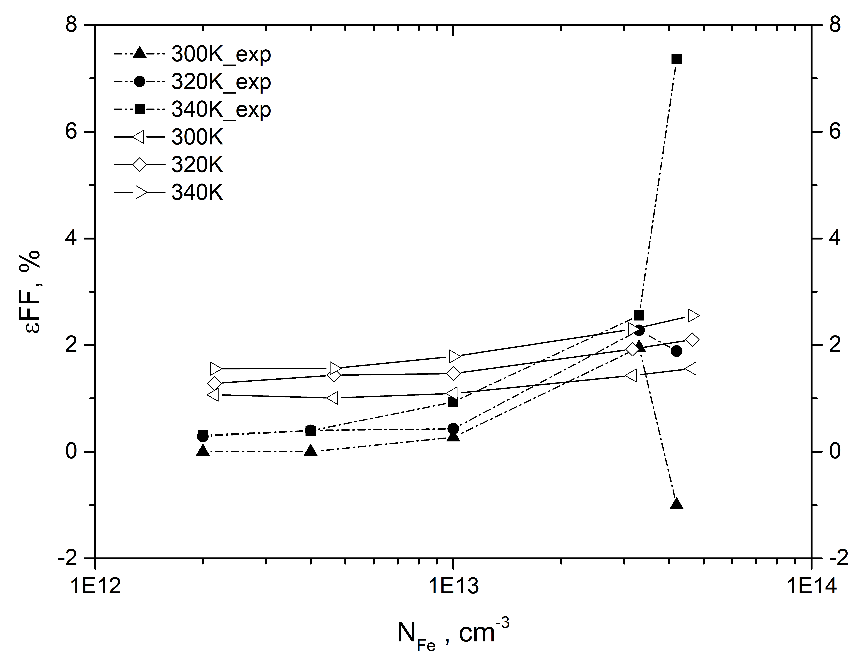 8
8
300K_exp
320K_exp
340K_exp
300K
320K
340K
6
6
4
4
εFF, %
2
2
0
0
-2
-2
1E12
1E13
1E14
N_Fe , cm^-3